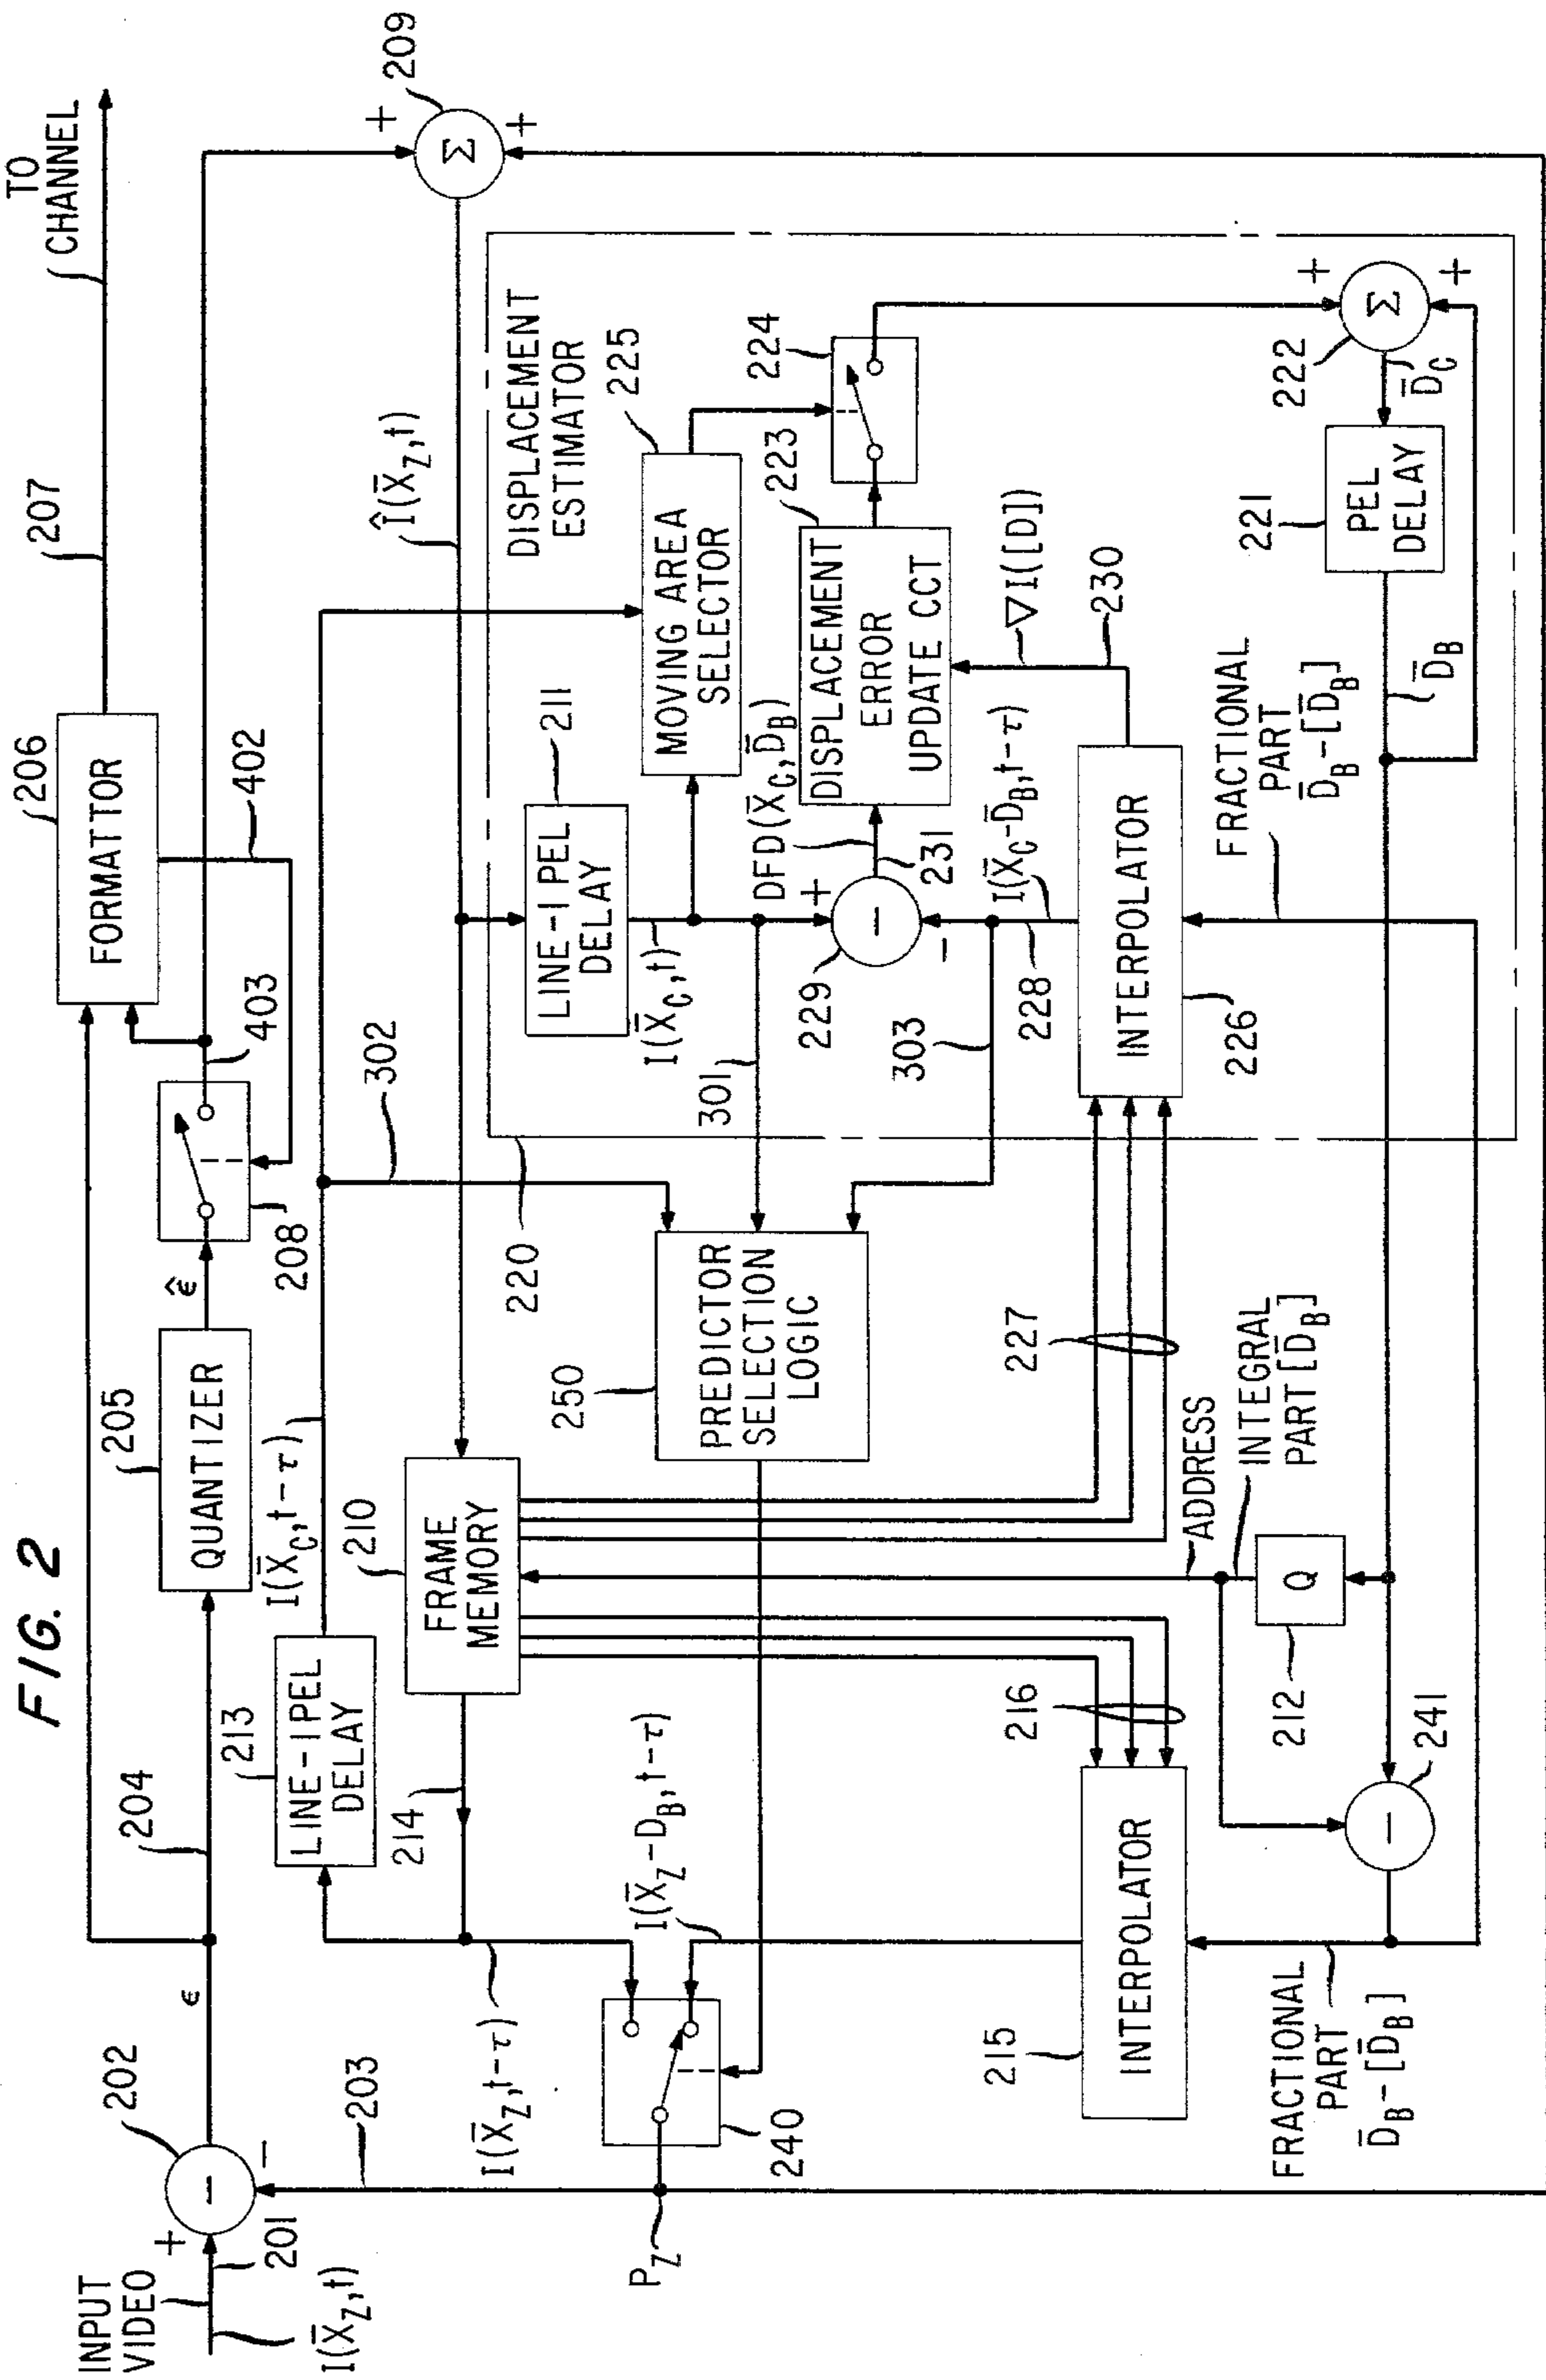 FIG. 2
INPUT
VIDEO
I(X̄Z,t)
+
201
202
−
−
203
PZ
ϵ
204
205
QUANTIZER
ϵ̂
208
403
402
206
FORMATTOR
207
TO
CHANNEL
+
209
Σ
+
Î(X̄Z,t)
213
LINE-1PEL
DELAY
I(X̄C,t-τ)
302
214
210
FRAME
MEMORY
I(X̄Z,t-τ)
240
I(X̄Z-DB,t-τ)
250
PREDICTOR
SELECTION
LOGIC
301
303
220
DISPLACEMENT
ESTIMATOR
211
LINE-1PEL
DELAY
I(X̄C,t)
225
MOVING AREA
SELECTOR
DFD(X̄C,D̄B)
+
−
−
229
231
223
DISPLACEMENT
ERROR
UPDATE CCT
224
∇I([D])
230
I(X̄C-D̄B,t-τ)
228
INTERPOLATOR
226
227
FRACTIONAL
PART
D̄B-[D̄B]
+
Σ
+
222
D̄C
221
PEL
DELAY
D̄B
215
INTERPOLATOR
216
ADDRESS
INTEGRAL
PART[D̄B]
212
Q
241
−
FRACTIONAL
PART
D̄B-[D̄B]